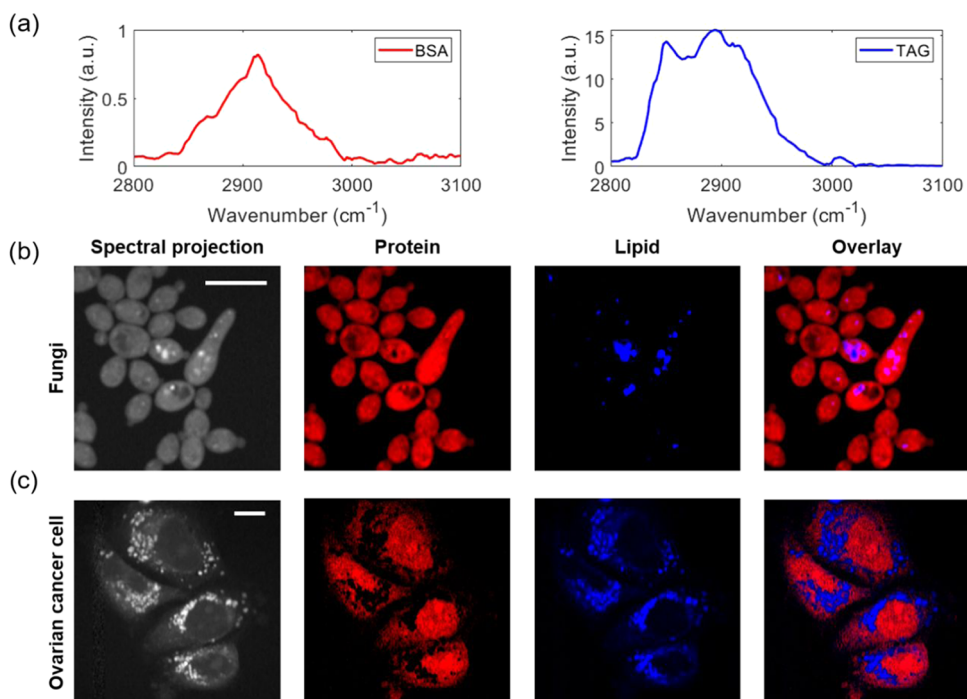 (a)
1
0.5
0
Intensity (a.u.)
BSA
2800 2900 3000 3100
Wavenumber (cm⁻¹)
15
10
5
0
Intensity (a.u.)
TAG
2800 2900 3000 3100
Wavenumber (cm⁻¹)
(b)
Spectral projection Protein Lipid Overlay
Fungi
(c)
Ovarian cancer cell